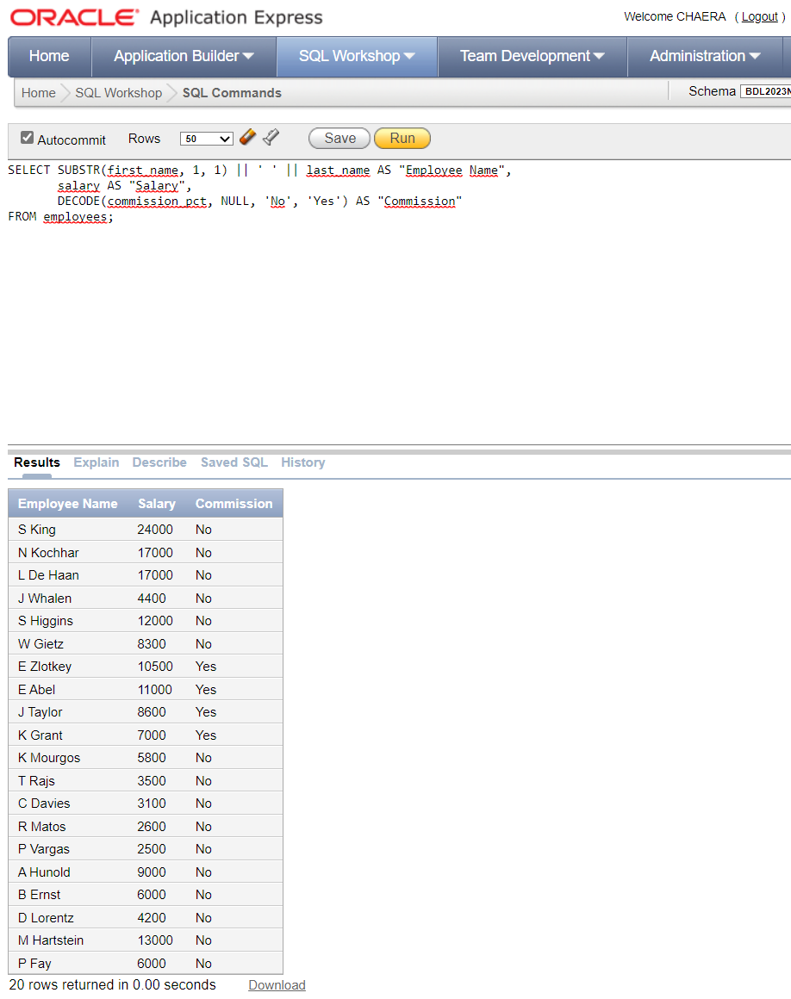 ORACLE® Application Express
Welcome CHAERA ( Logout )
Home Application Builder SQL Workshop Team Development Administration
Home SQL Workshop SQL Commands Schema BDL2023N
Autocommit Rows 50 Save Run
SELECT SUBSTR(first_name, 1, 1) || ' ' || last_name AS "Employee Name",
salary AS "Salary",
DECODE(commission_pct, NULL, 'No', 'Yes') AS "Commission"
FROM employees;
Results Explain Describe Saved SQL History
Employee Name Salary Commission
S King 24000 No
N Kochhar 17000 No
L De Haan 17000 No
J Whalen 4400 No
S Higgins 12000 No
W Gietz 8300 No
E Zlotkey 10500 Yes
E Abel 11000 Yes
J Taylor 8600 Yes
K Grant 7000 Yes
K Mourgos 5800 No
T Rajs 3500 No
C Davies 3100 No
R Matos 2600 No
P Vargas 2500 No
A Hunold 9000 No
B Ernst 6000 No
D Lorentz 4200 No
M Hartstein 13000 No
P Fay 6000 No
20 rows returned in 0.00 seconds Download